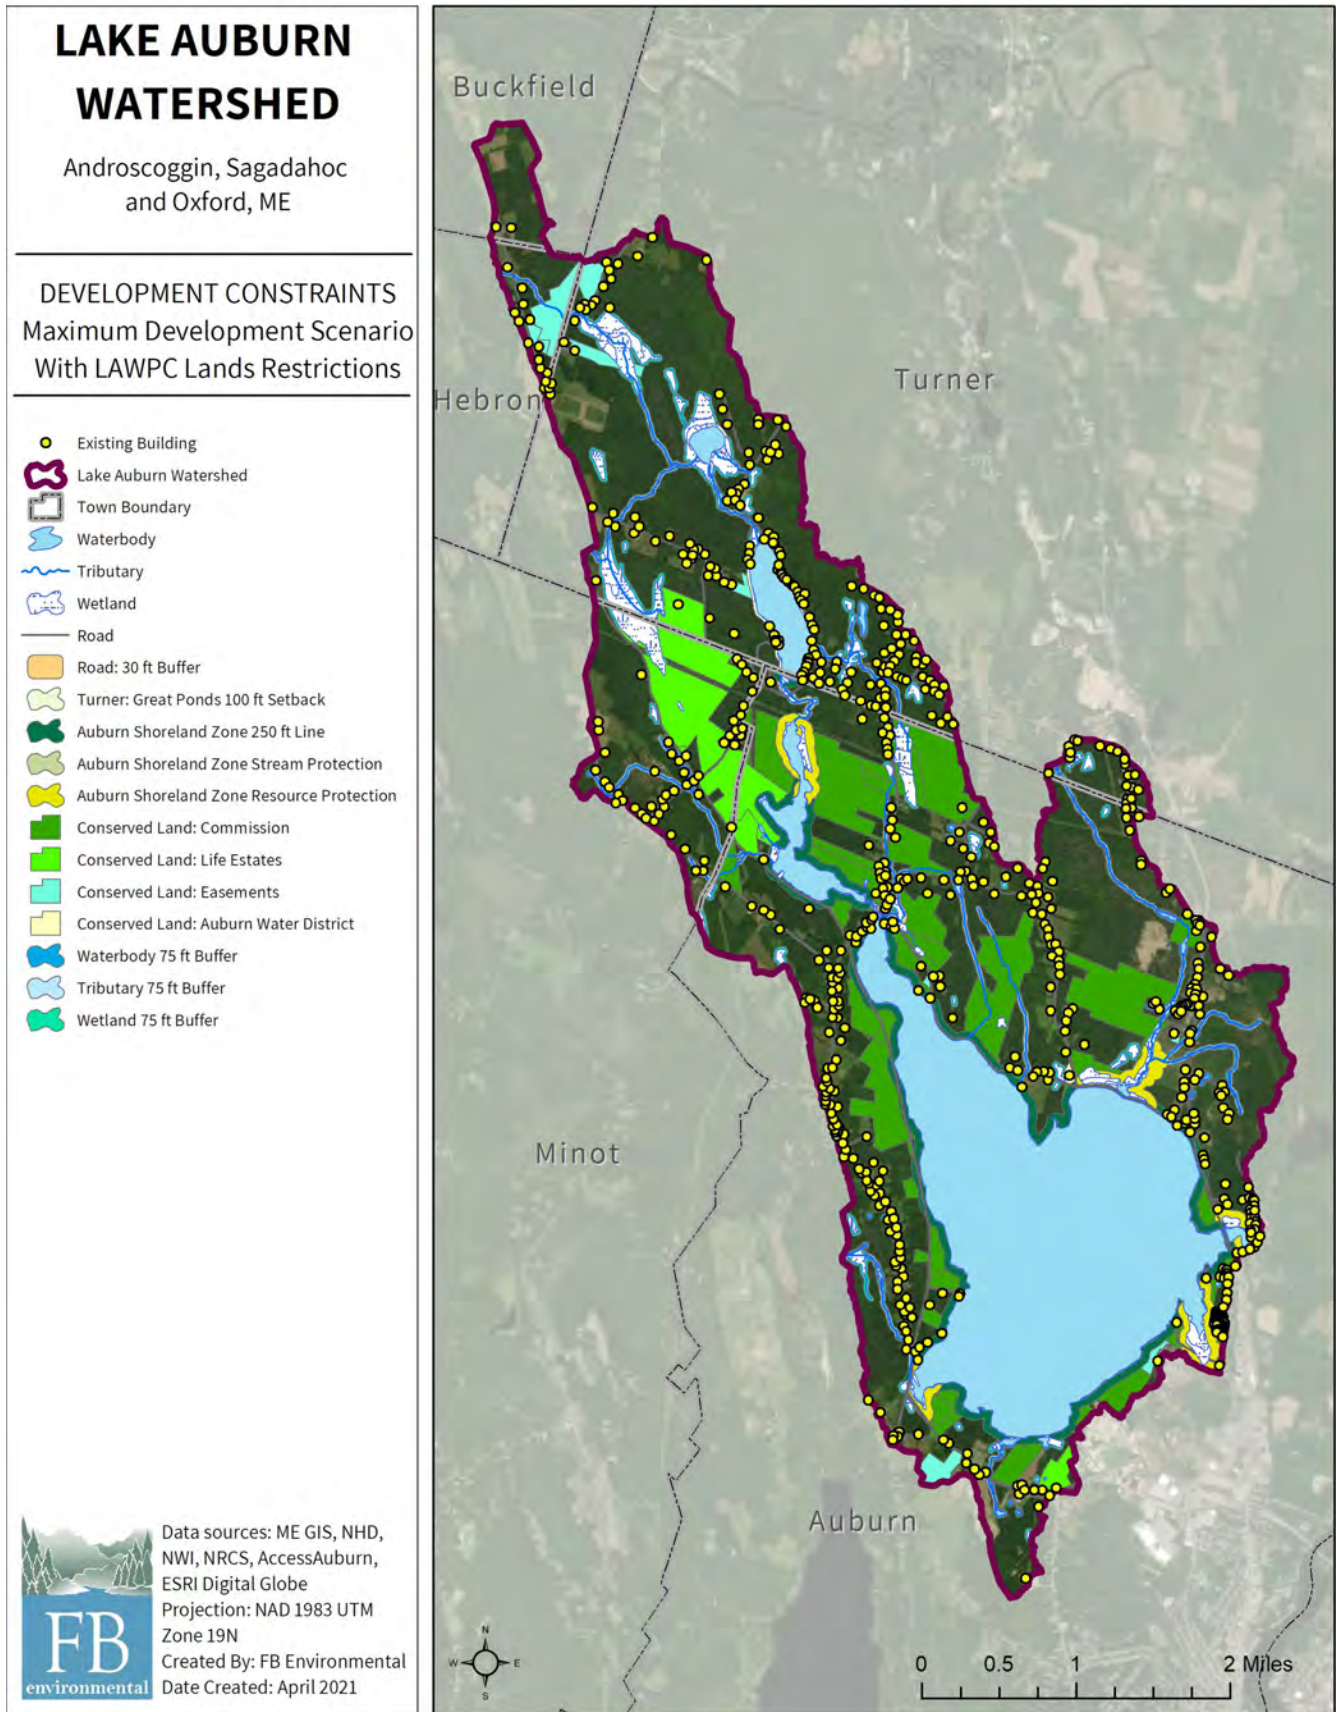 LAKE AUBURN
WATERSHED
Androscoggin, Sagadahoc
and Oxford, ME
DEVELOPMENT CONSTRAINTS
Maximum Development Scenario
With LAWPC Lands Restrictions
Existing Building
Lake Auburn Watershed
Town Boundary
Waterbody
Tributary
Wetland
Road
Road: 30 ft Buffer
Turner: Great Ponds 100 ft Setback
Auburn Shoreland Zone 250 ft Line
Auburn Shoreland Zone Stream Protection
Auburn Shoreland Zone Resource Protection
Conserved Land: Commission
Conserved Land: Life Estates
Conserved Land: Easements
Conserved Land: Auburn Water District
Waterbody 75 ft Buffer
Tributary 75 ft Buffer
Wetland 75 ft Buffer
FB
environmental
Data sources: ME GIS, NHD,
NWI, NRCS, AccessAuburn,
ESRI Digital Globe
Projection: NAD 1983 UTM
Zone 19N
Created By: FB Environmental
Date Created: April 2021
Buckfield
Turner
Hebron
Minot
Auburn
N
W E
S
0 0.5 1 2 Miles